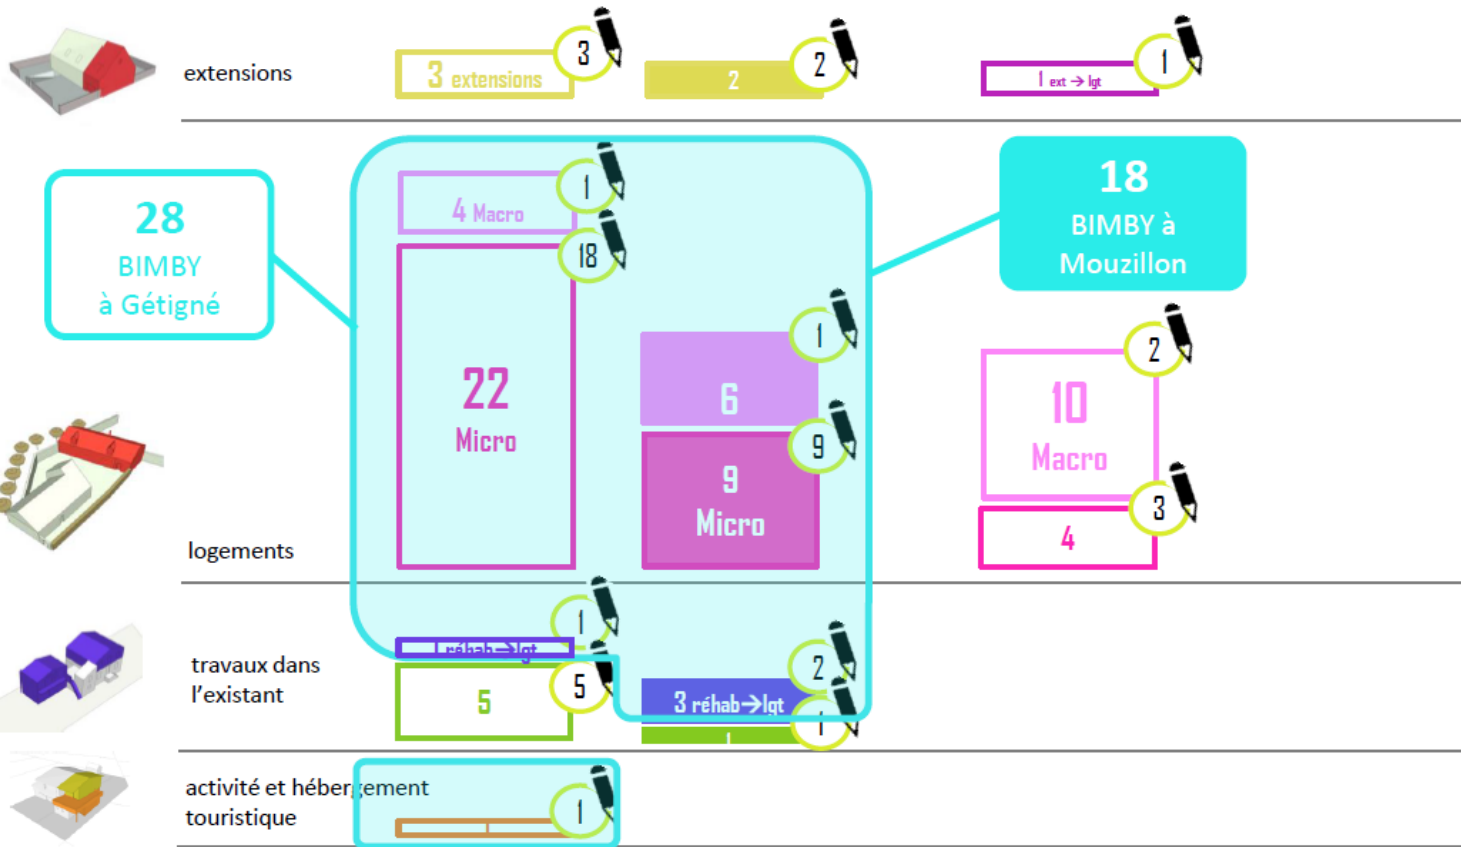 extensions
3 extensions
3
2
2
1 ext → lgt
1
28
BIMBY
à Gétigné
4 Macro
1
18
22
Micro
6
1
9
Micro
9
18
BIMBY à
Mouzillon
10
Macro
2
4
3
logements
travaux dans
l'existant
1 réhab→lgt
1
5
5
3 réhab→lgt
2
1
1
activité et hébergement
touristique
1
1